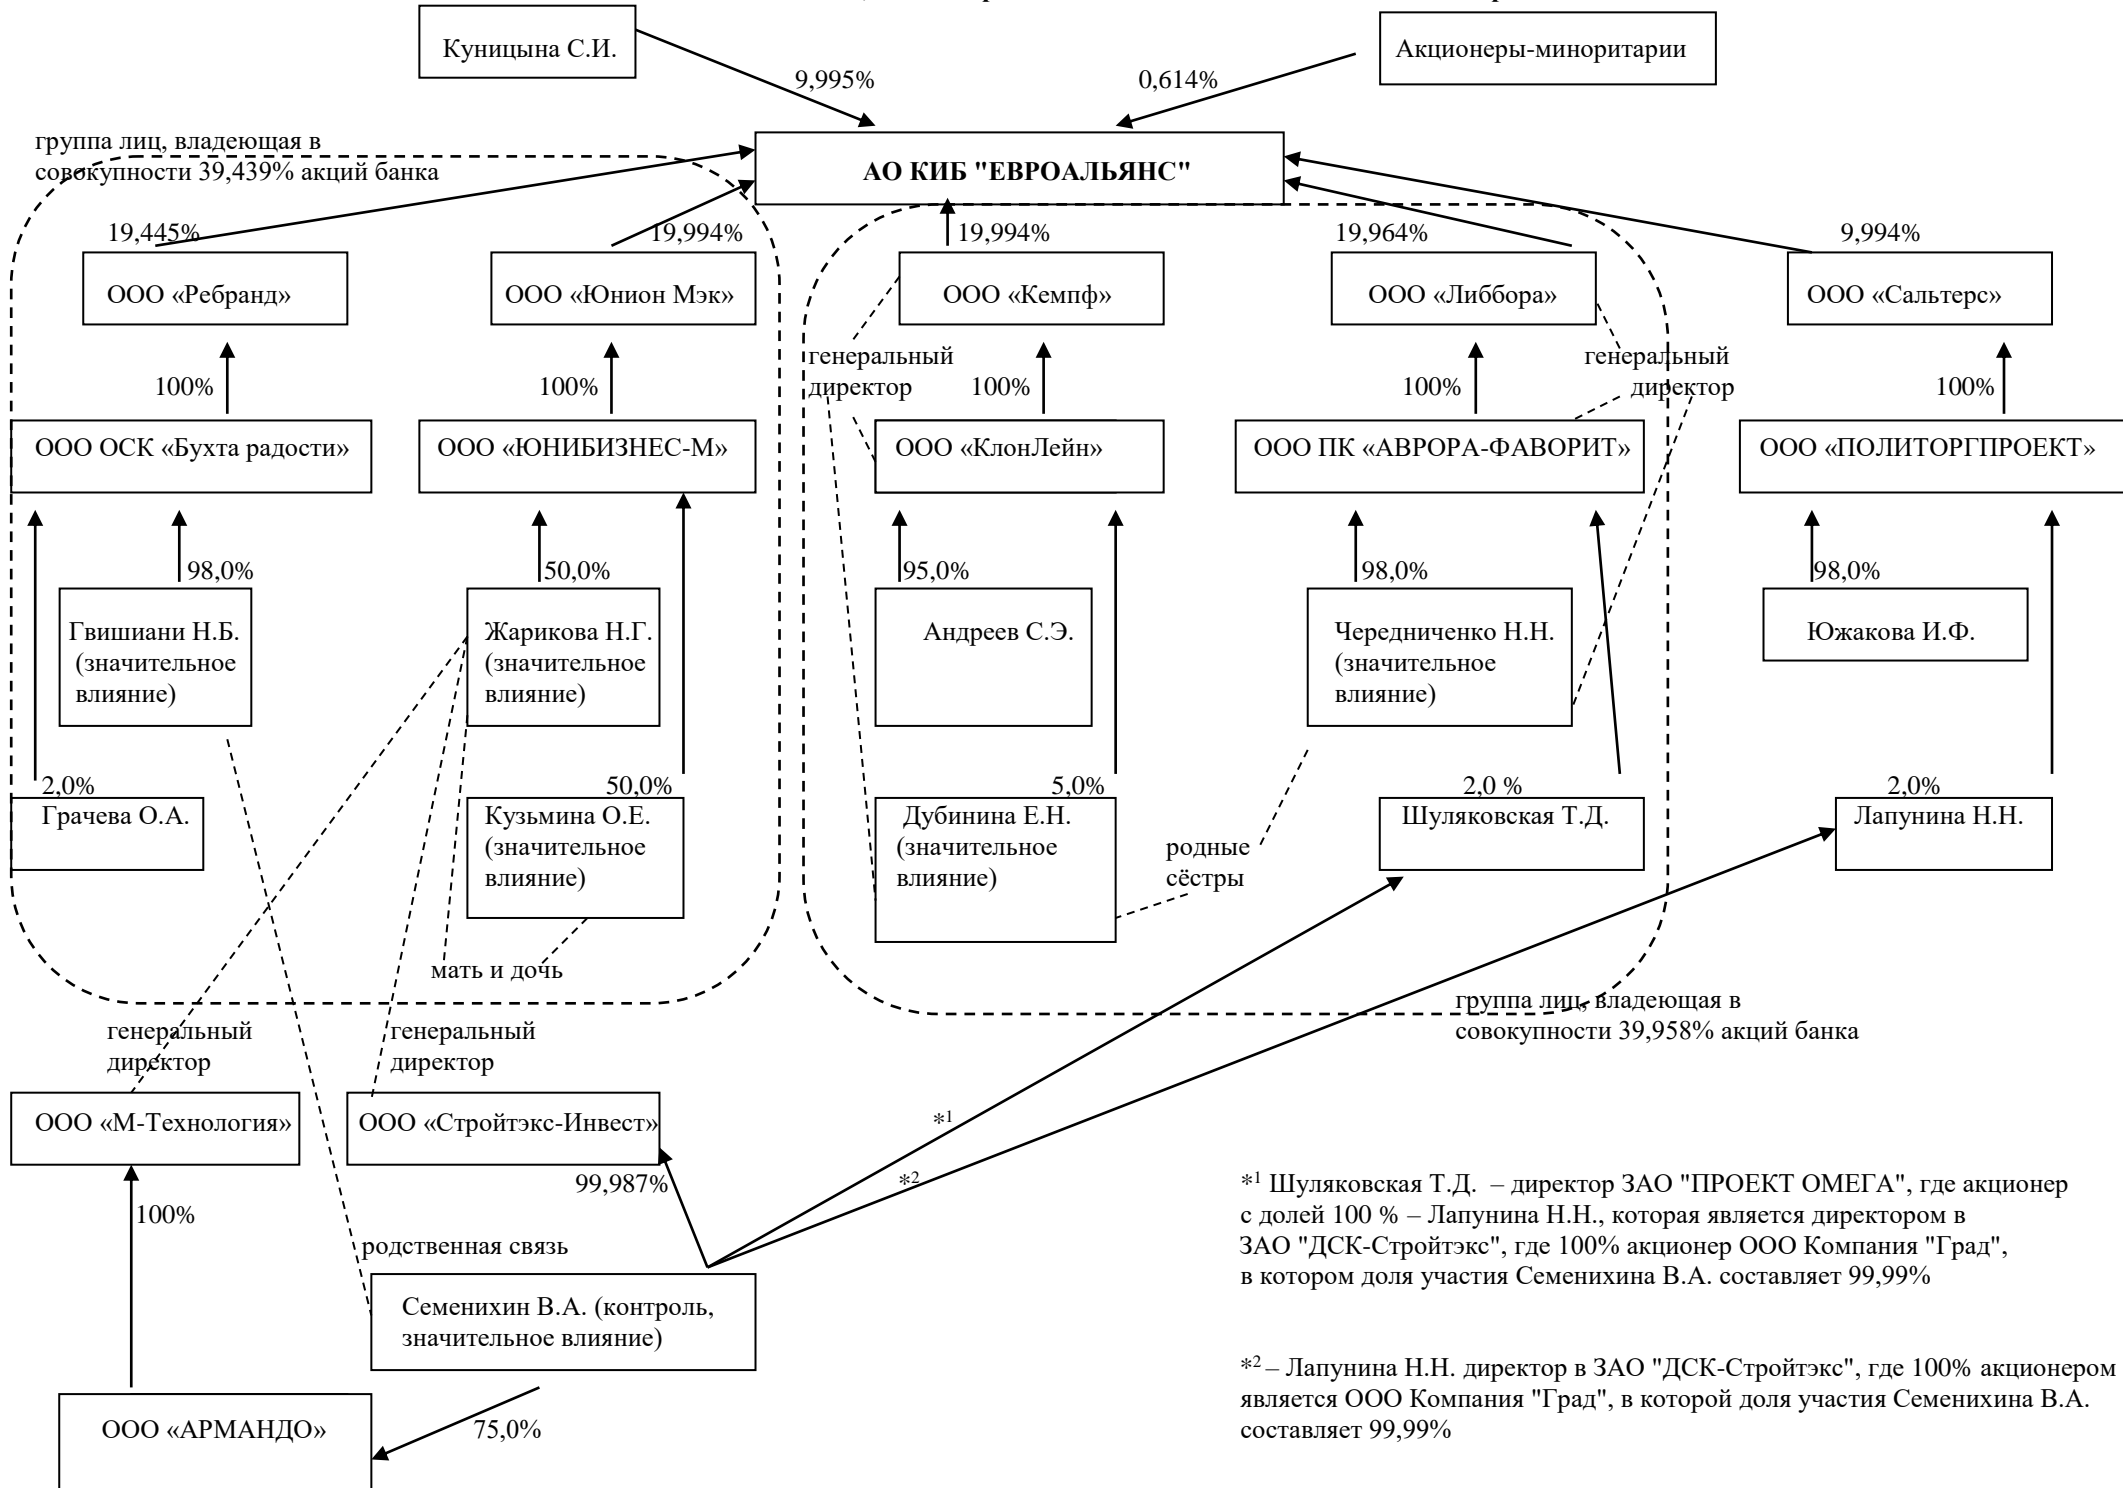 Куницына С.И.
Акционеры-миноритарии
9,995%
0,614%
группа лиц, владеющая в
совокупности 39,439% акций банка
АО КИБ "ЕВРОАЛЬЯНС"
19,445%
19,994%
19,994%
19,964%
9,994%
ООО «Ребранд»
ООО «Юнион Мэк»
ООО «Кемпф»
ООО «Либбора»
ООО «Сальтерс»
генеральный
директор
генеральный
директор
100%
100%
100%
100%
100%
ООО ОСК «Бухта радости»
ООО «ЮНИБИЗНЕС-М»
ООО «КлонЛейн»
ООО ПК «АВРОРА-ФАВОРИТ»
ООО «ПОЛИТОРГПРОЕКТ»
98,0%
50,0%
95,0%
98,0%
98,0%
Гвишиани Н.Б.
(значительное
влияние)
Жарикова Н.Г.
(значительное
влияние)
Андреев С.Э.
Чередниченко Н.Н.
(значительное
влияние)
Южакова И.Ф.
2,0%
50,0%
5,0%
2,0 %
2,0%
Грачева О.А.
Кузьмина О.Е.
(значительное
влияние)
Дубинина Е.Н.
(значительное
влияние)
родные
сёстры
Шуляковская Т.Д.
Лапунина Н.Н.
мать и дочь
группа лиц, владеющая в
совокупности 39,958% акций банка
генеральный
директор
генеральный
директор
ООО «М-Технология»
ООО «Стройтэкс-Инвест»
*1
*2
99,987%
100%
родственная связь
Семенихин В.А. (контроль,
значительное влияние)
75,0%
ООО «АРМАНДО»
*1 Шуляковская Т.Д. – директор ЗАО "ПРОЕКТ ОМЕГА", где акционер
с долей 100 % – Лапунина Н.Н., которая является директором в
ЗАО "ДСК-Стройтэкс", где 100% акционер ООО Компания "Град",
в котором доля участия Семенихина В.А. составляет 99,99%
*2 – Лапунина Н.Н. директор в ЗАО "ДСК-Стройтэкс", где 100% акционером
является ООО Компания "Град", в которой доля участия Семенихина В.А.
составляет 99,99%